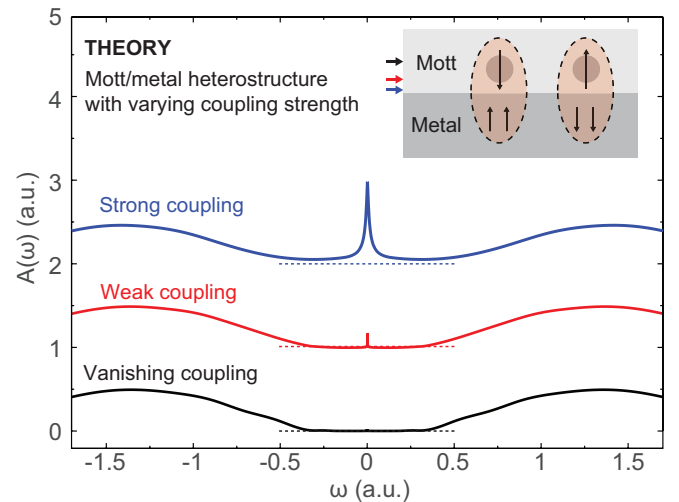 THEORY
Mott/metal heterostructure
with varying coupling strength
Mott
Metal
Strong coupling
Weak coupling
Vanishing coupling
A(ω) (a.u.)
5
4
3
2
1
0
-1.5 -1 -0.5 0 0.5 1 1.5
ω (a.u.)